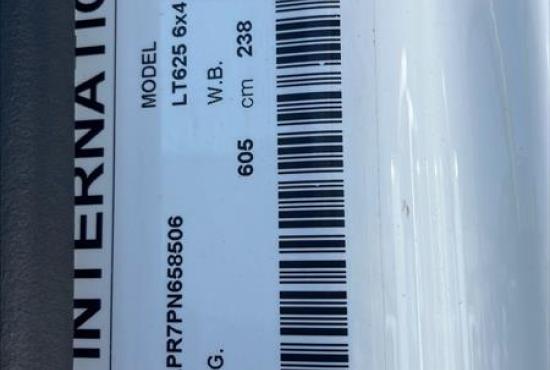 INTERNATIO
MODEL
PR7PN658506 LT625 6x4
G. W.B.
605 cm 238